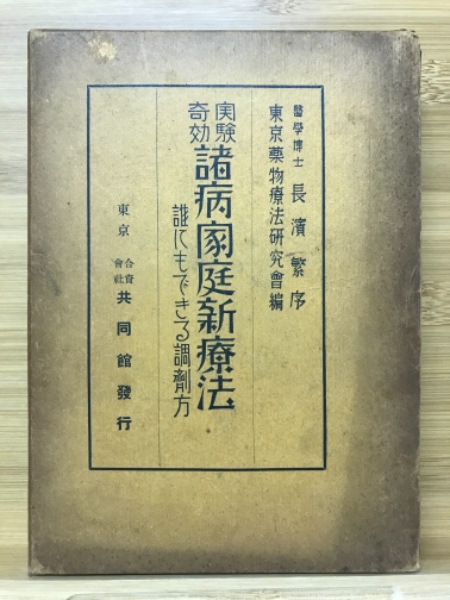 醫學博士 長濱繁序
東京藥物療法研究會編
実験奇効 諸病家庭新療法
誰にもできる調劑方
東京 合資會社 共同館發行